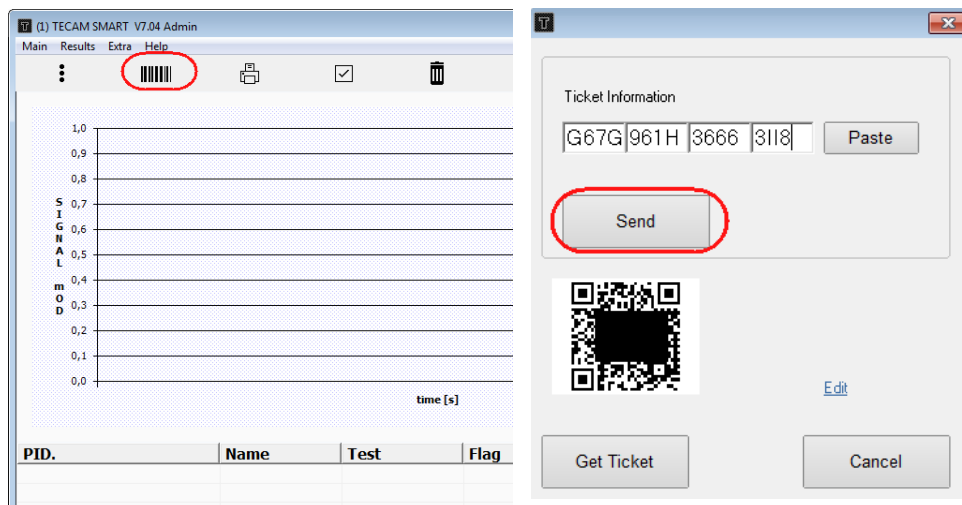 (1) TECAM SMART V7.04 Admin
Main Results Extra Help
1,0
0,9
0,8
0,7
0,6
0,5
0,4
0,3
0,2
0,1
0,0
SIGNAL mOD
time [s]
PID. Name Test Flag
T
Ticket Information
G67G 961H 3666 3II8 Paste
Send
Edit
Get Ticket Cancel